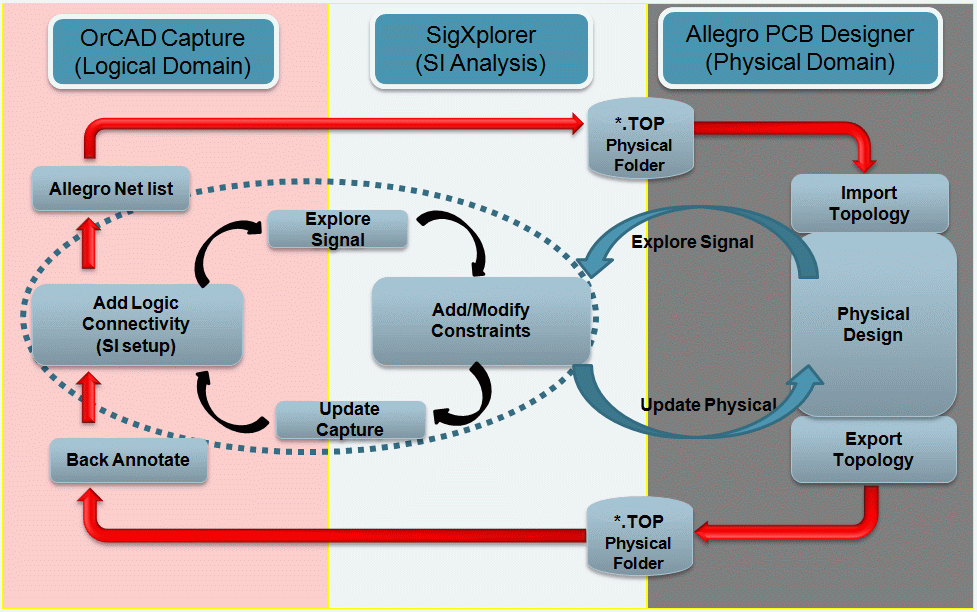 OrCAD Capture
(Logical Domain)
SigXplorer
(SI Analysis)
Allegro PCB Designer
(Physical Domain)
*.TOP
Physical
Folder
Allegro Net list
Import
Topology
Explore
Signal
Explore Signal
Add Logic
Connectivity
(SI setup)
Add/Modify
Constraints
Physical
Design
Update
Capture
Update Physical
Back Annotate
Export
Topology
*.TOP
Physical
Folder